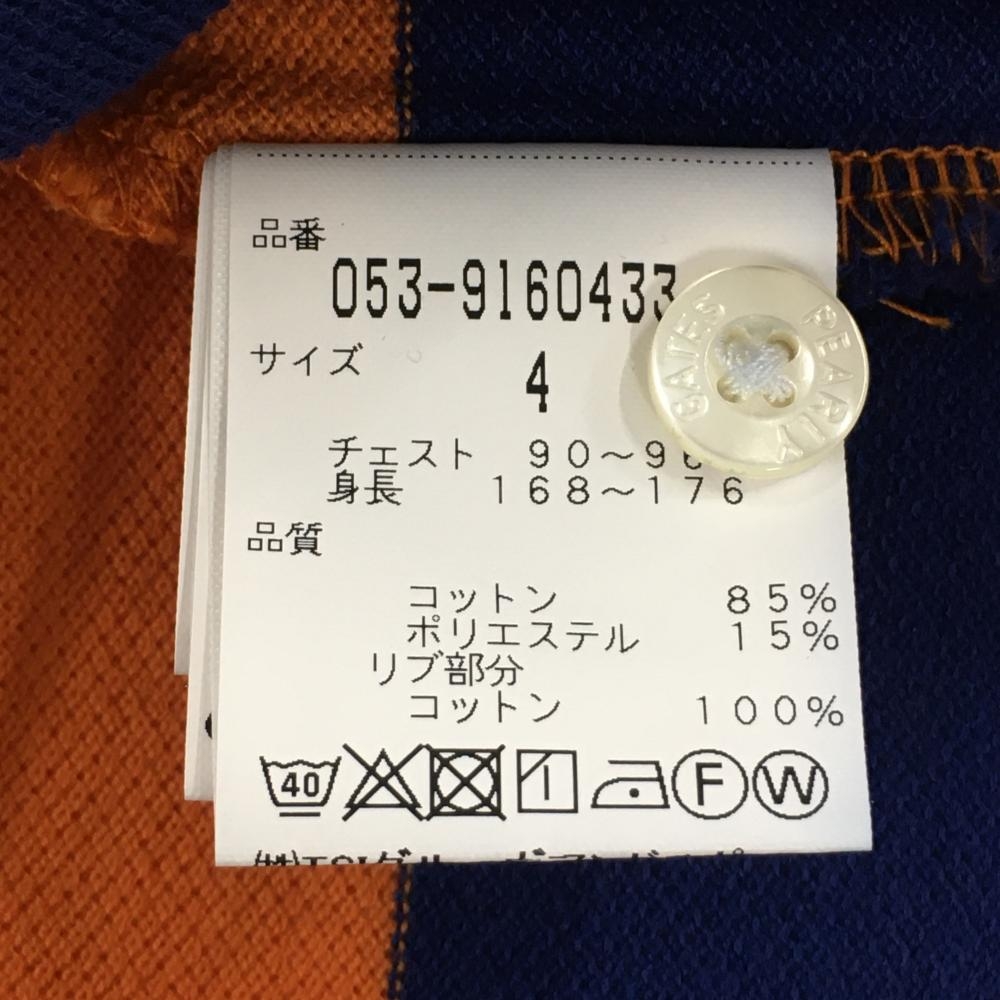 品番
053-9160433
サイズ
4
チェスト 90～96
身長 168～176
品質
コットン 85%
ポリエステル 15%
リブ部分
コットン 100%
40
F
W
PEARLY
GATES